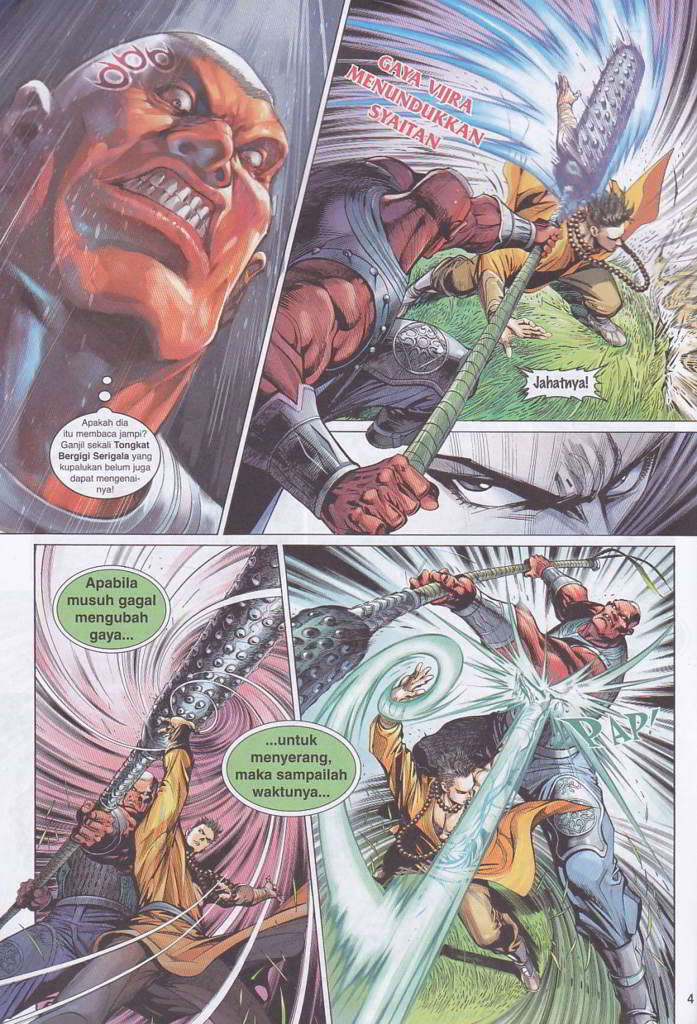 Apakah dia
itu membaca jampi?
Ganjil sekali Tongkat
Bergigi Serigala yang
kupalukan belum juga
dapat mengenai-
nya!
GAYA VIJRA
MENUNDUKKAN
SYAITAN
Jahatnya!
Apabila
musuh gagal
mengubah
gaya...
...untuk
menyerang,
maka sampailah
waktunya...
PAP!
4